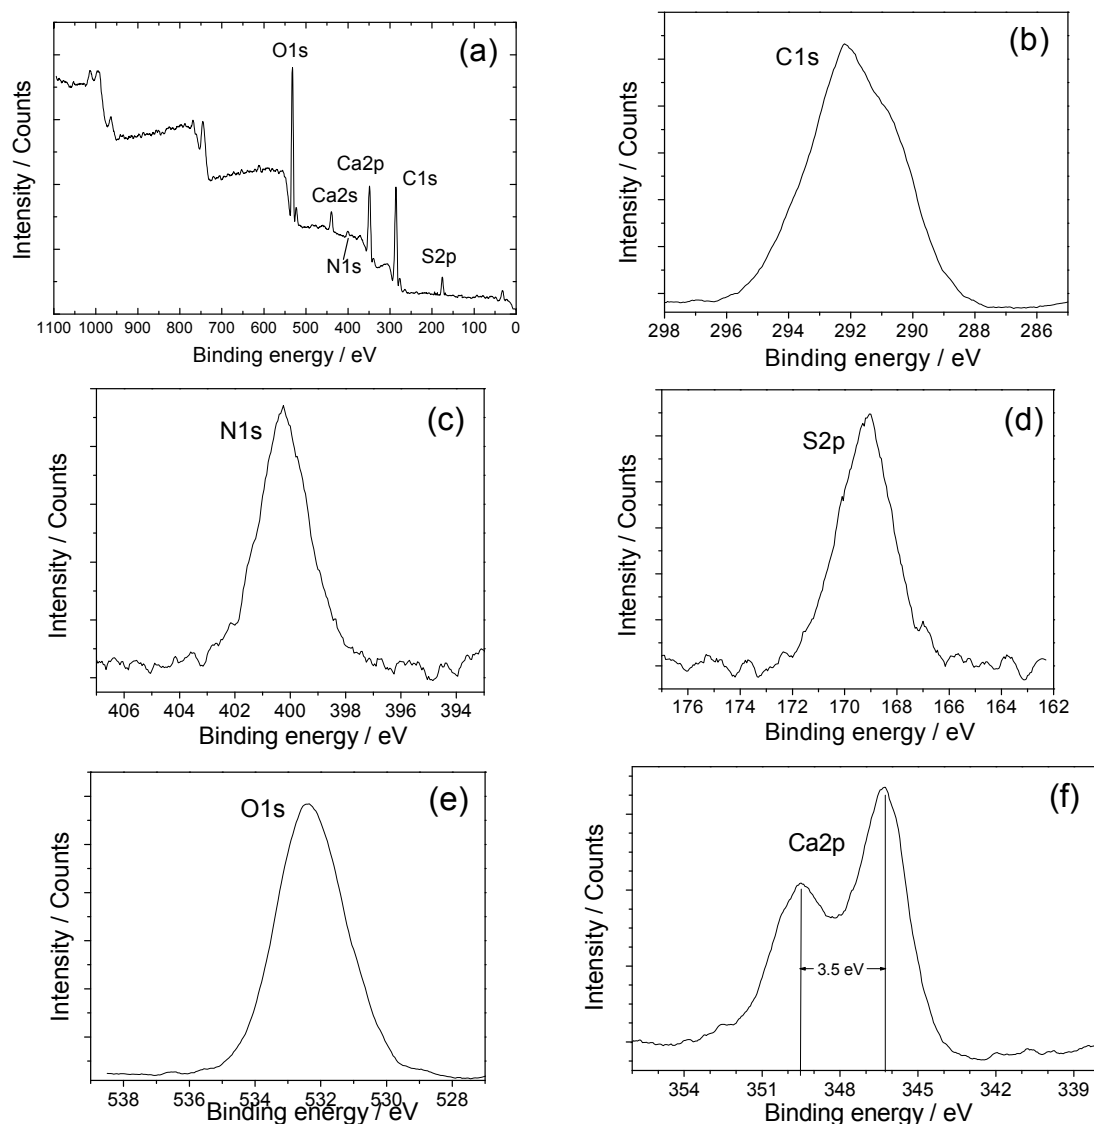 (a)
O1s
Ca2s
Ca2p
C1s
N1s
S2p
Intensity / Counts
1100 1000 900 800 700 600 500 400 300 200 100 0
Binding energy / eV
(b)
C1s
Intensity / Counts
298 296 294 292 290 288 286
Binding energy / eV
(c)
N1s
Intensity / Counts
406 404 402 400 398 396 394
Binding energy / eV
(d)
S2p
Intensity / Counts
176 174 172 170 168 166 164 162
Binding energy / eV
(e)
O1s
Intensity / Counts
538 536 534 532 530 528
Binding energy / eV
(f)
Ca2p
3.5 eV
Intensity / Counts
354 351 348 345 342 339
Binding energy / eV